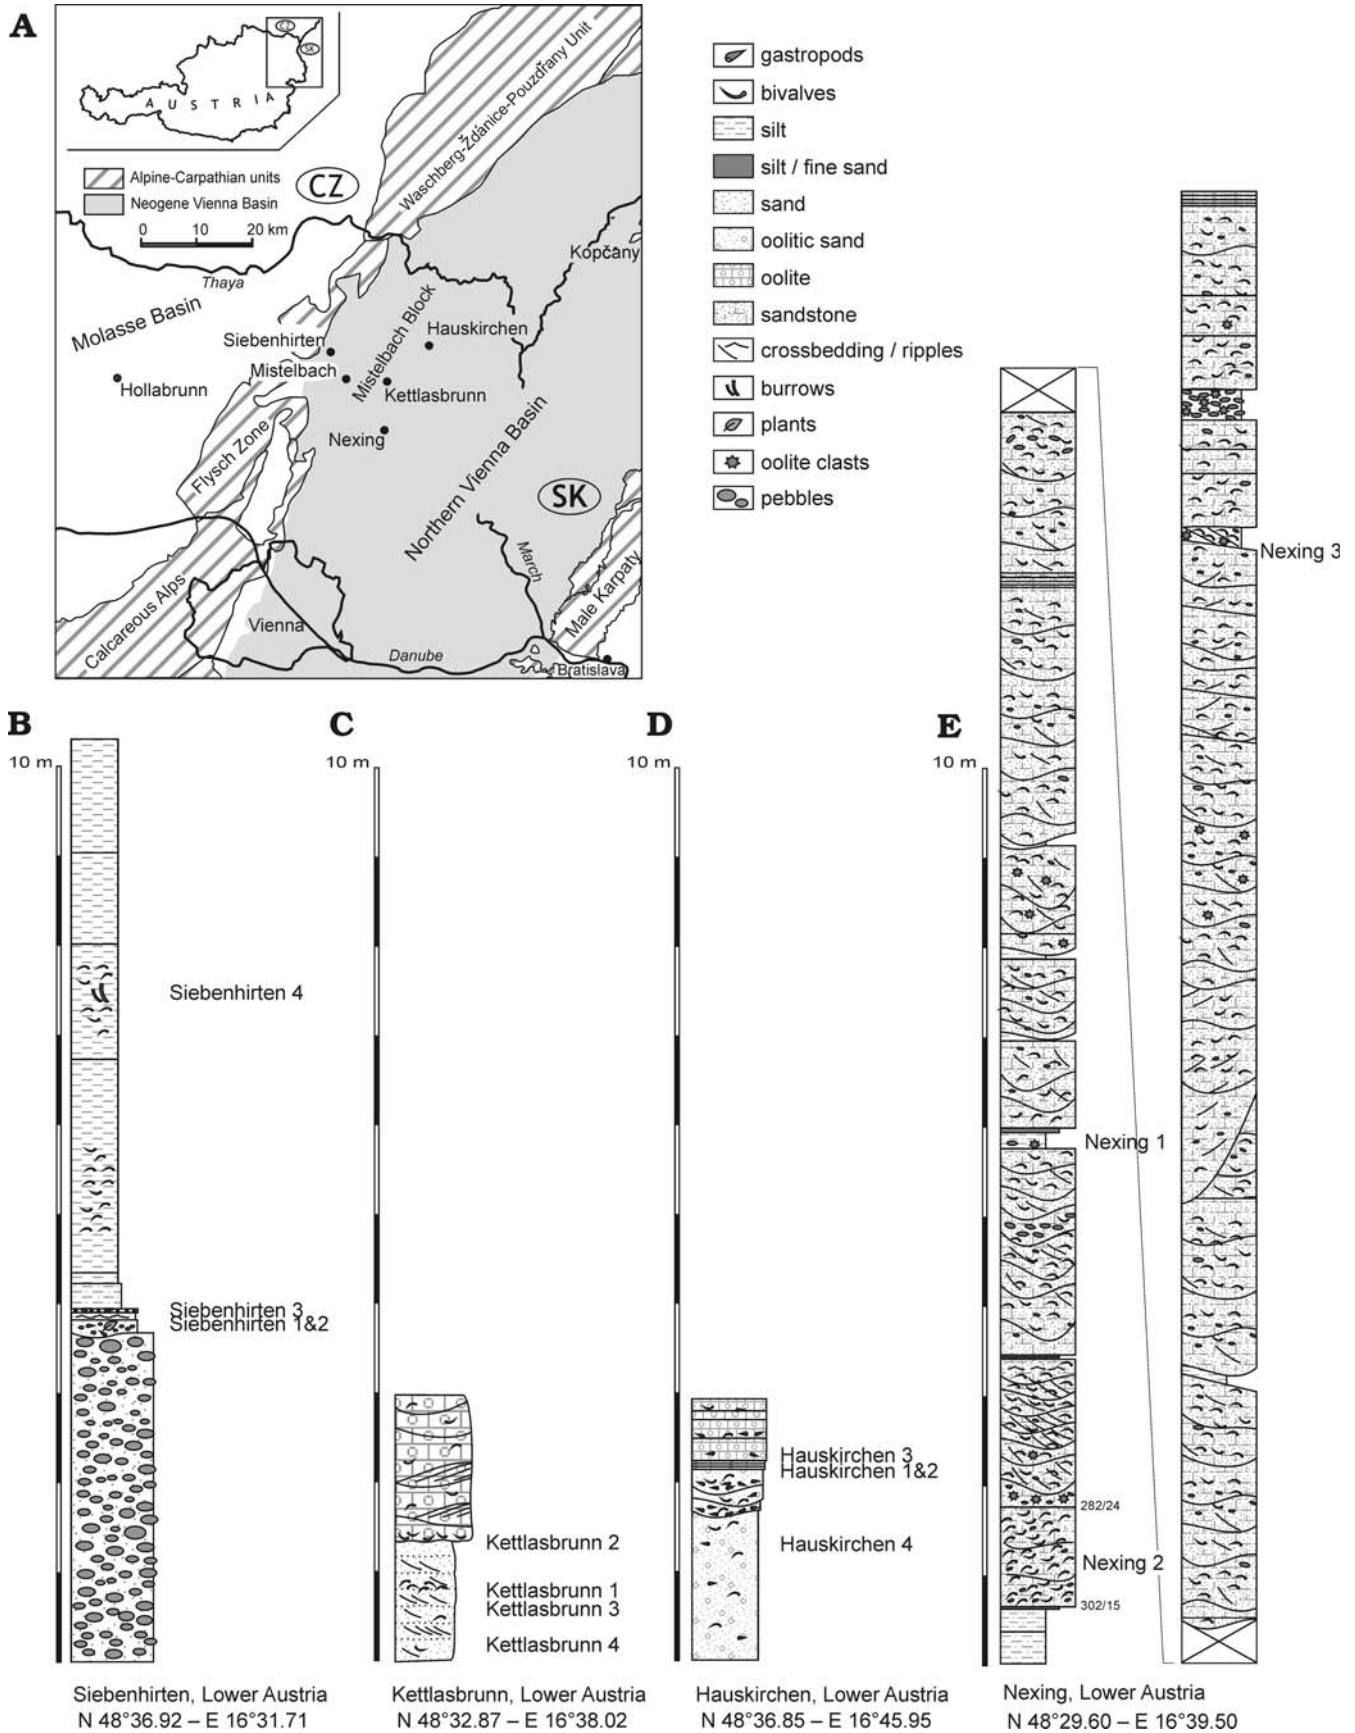 A
CZ
SK
AUSTRIA
Alpine-Carpathian units
Neogene Vienna Basin
0 10 20 km
CZ
Waschberg-Ždánice-Pouzdřany Unit
Thaya
Kopčany
Molasse Basin
Siebenhirten
Mistelbach
Mistelbach Block
Hauskirchen
Hollabrunn
Kettlasbrunn
Nexing
Flysch Zone
Northern Vienna Basin
SK
March
Calcareous Alps
Vienna
Danube
Male Karpaty
Bratislava
gastropods
bivalves
silt
silt / fine sand
sand
oolitic sand
oolite
sandstone
crossbedding / ripples
burrows
plants
oolite clasts
pebbles
B
10 m
Siebenhirten 4
Siebenhirten 3
Siebenhirten 1&2
Siebenhirten, Lower Austria
N 48°36.92 – E 16°31.71
C
10 m
Kettlasbrunn 2
Kettlasbrunn 1
Kettlasbrunn 3
Kettlasbrunn 4
Kettlasbrunn, Lower Austria
N 48°32.87 – E 16°38.02
D
10 m
Hauskirchen 3
Hauskirchen 1&2
Hauskirchen 4
Hauskirchen, Lower Austria
N 48°36.85 – E 16°45.95
E
10 m
Nexing 3
Nexing 1
282/24
Nexing 2
302/15
Nexing, Lower Austria
N 48°29.60 – E 16°39.50